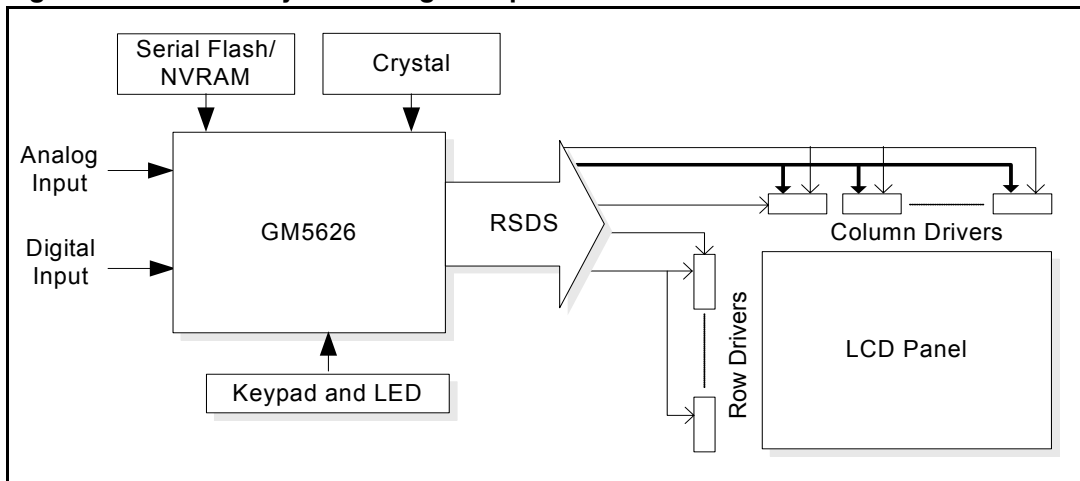 Serial Flash/
NVRAM
Crystal
Analog
Input
GM5626
RSDS
Digital
Input
Column Drivers
Row Drivers
LCD Panel
Keypad and LED